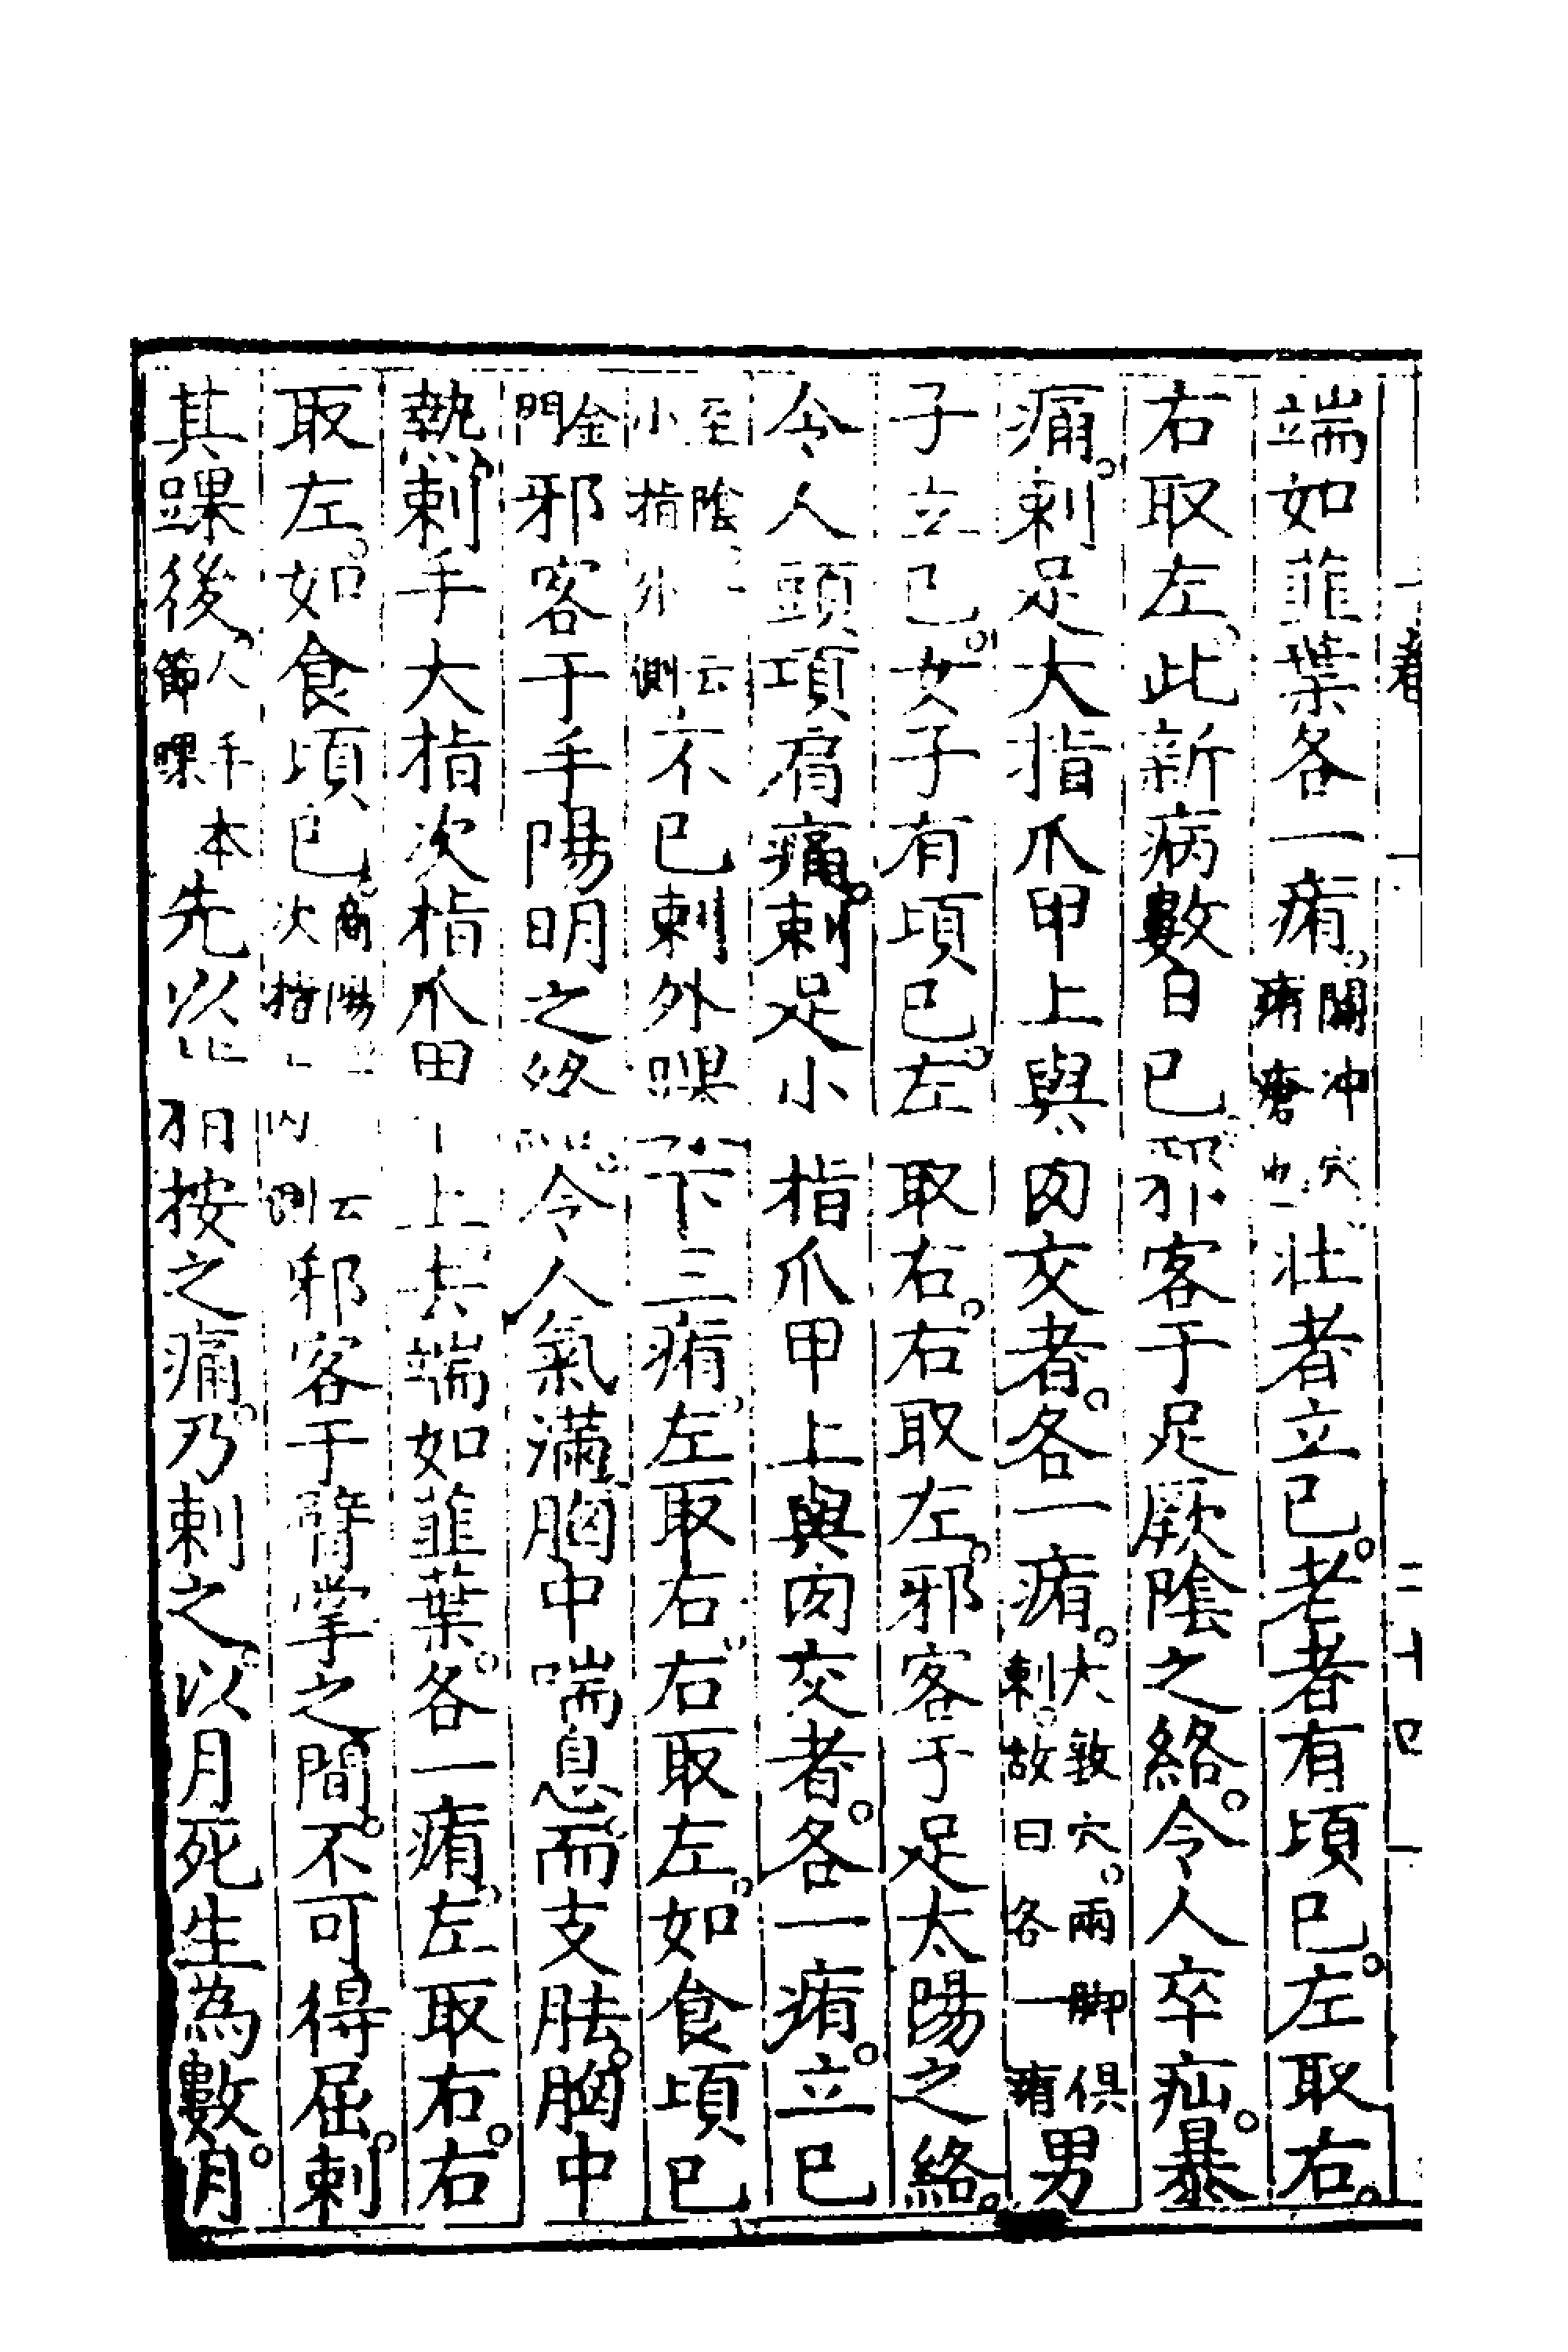 端如韮葉各一痏。關冲穴痏瘡也壮者立已。老者有頃已。左取右。
右取左。此新病數日已邪客于足厥陰之絡。令人卒疝。暴
痛。刺足大指爪甲上與肉交者。各一痏。大敦穴。兩脚俱刺。故曰各一痏男
子立已。女子有頃已。左取右。右取左。邪客于足太陽之絡。
令人頭項肩痛。刺足小指爪甲上與肉交者。各一痏。立已
至陰云小指外側不已刺外踝下三痏。左取右。右取左。如食頃已
金門邪客于手陽明之絡。令人氣滿胸中喘息而支胠。胸中
熱。刺手大指次指爪甲上去端如韮葉。各一痏。左取右。右
取左。如食頃已。商陽云次指內側邪客于臂掌之間。不可得屈。刺
其踝後。人手本節踝先以指按之痛。乃刺之。以月死生為數。月